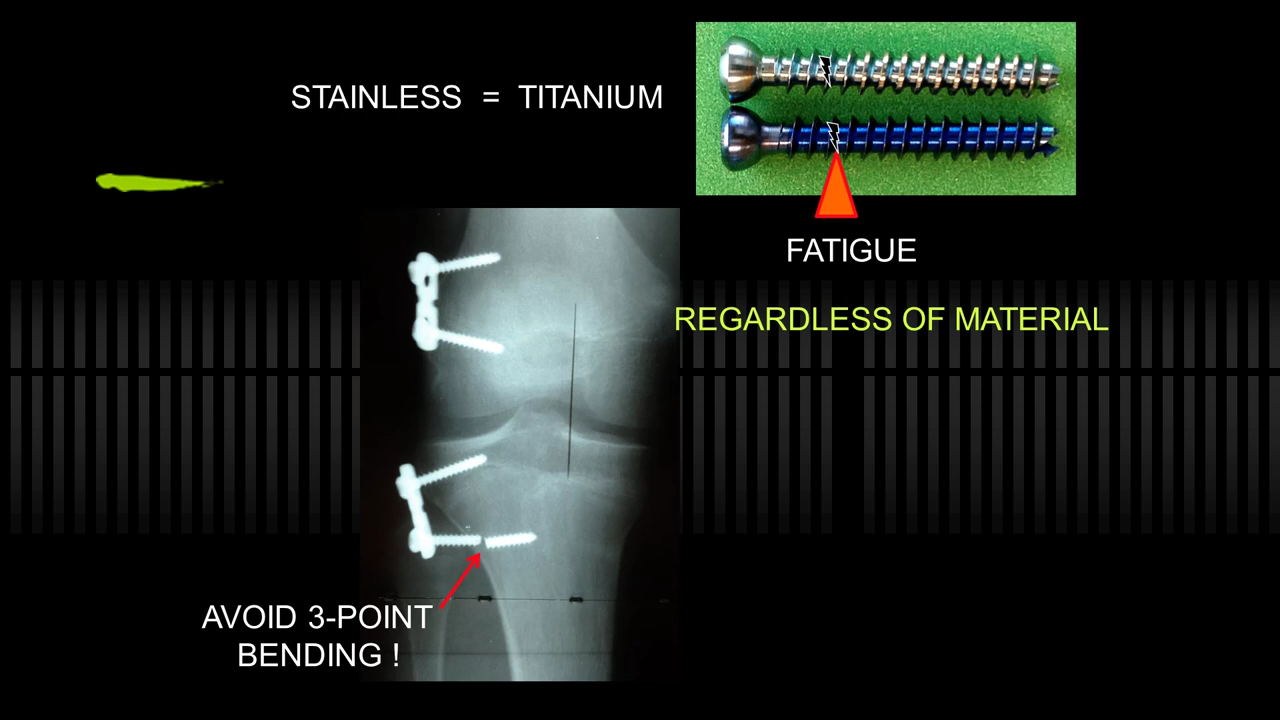 STAINLESS = TITANIUM
FATIGUE
REGARDLESS OF MATERIAL
AVOID 3-POINT
BENDING !